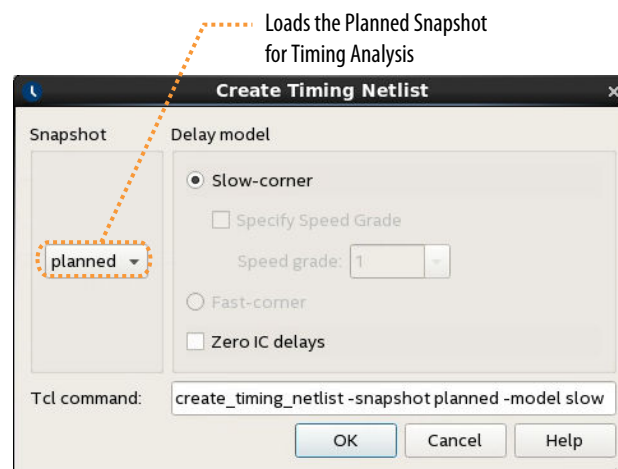 Loads the Planned Snapshot
for Timing Analysis
Create Timing Netlist
Snapshot
Delay model
Slow-corner
Specify Speed Grade
planned
Speed grade: 1
Fast-corner
Zero IC delays
Tcl command: create_timing_netlist -snapshot planned -model slow
OK Cancel Help